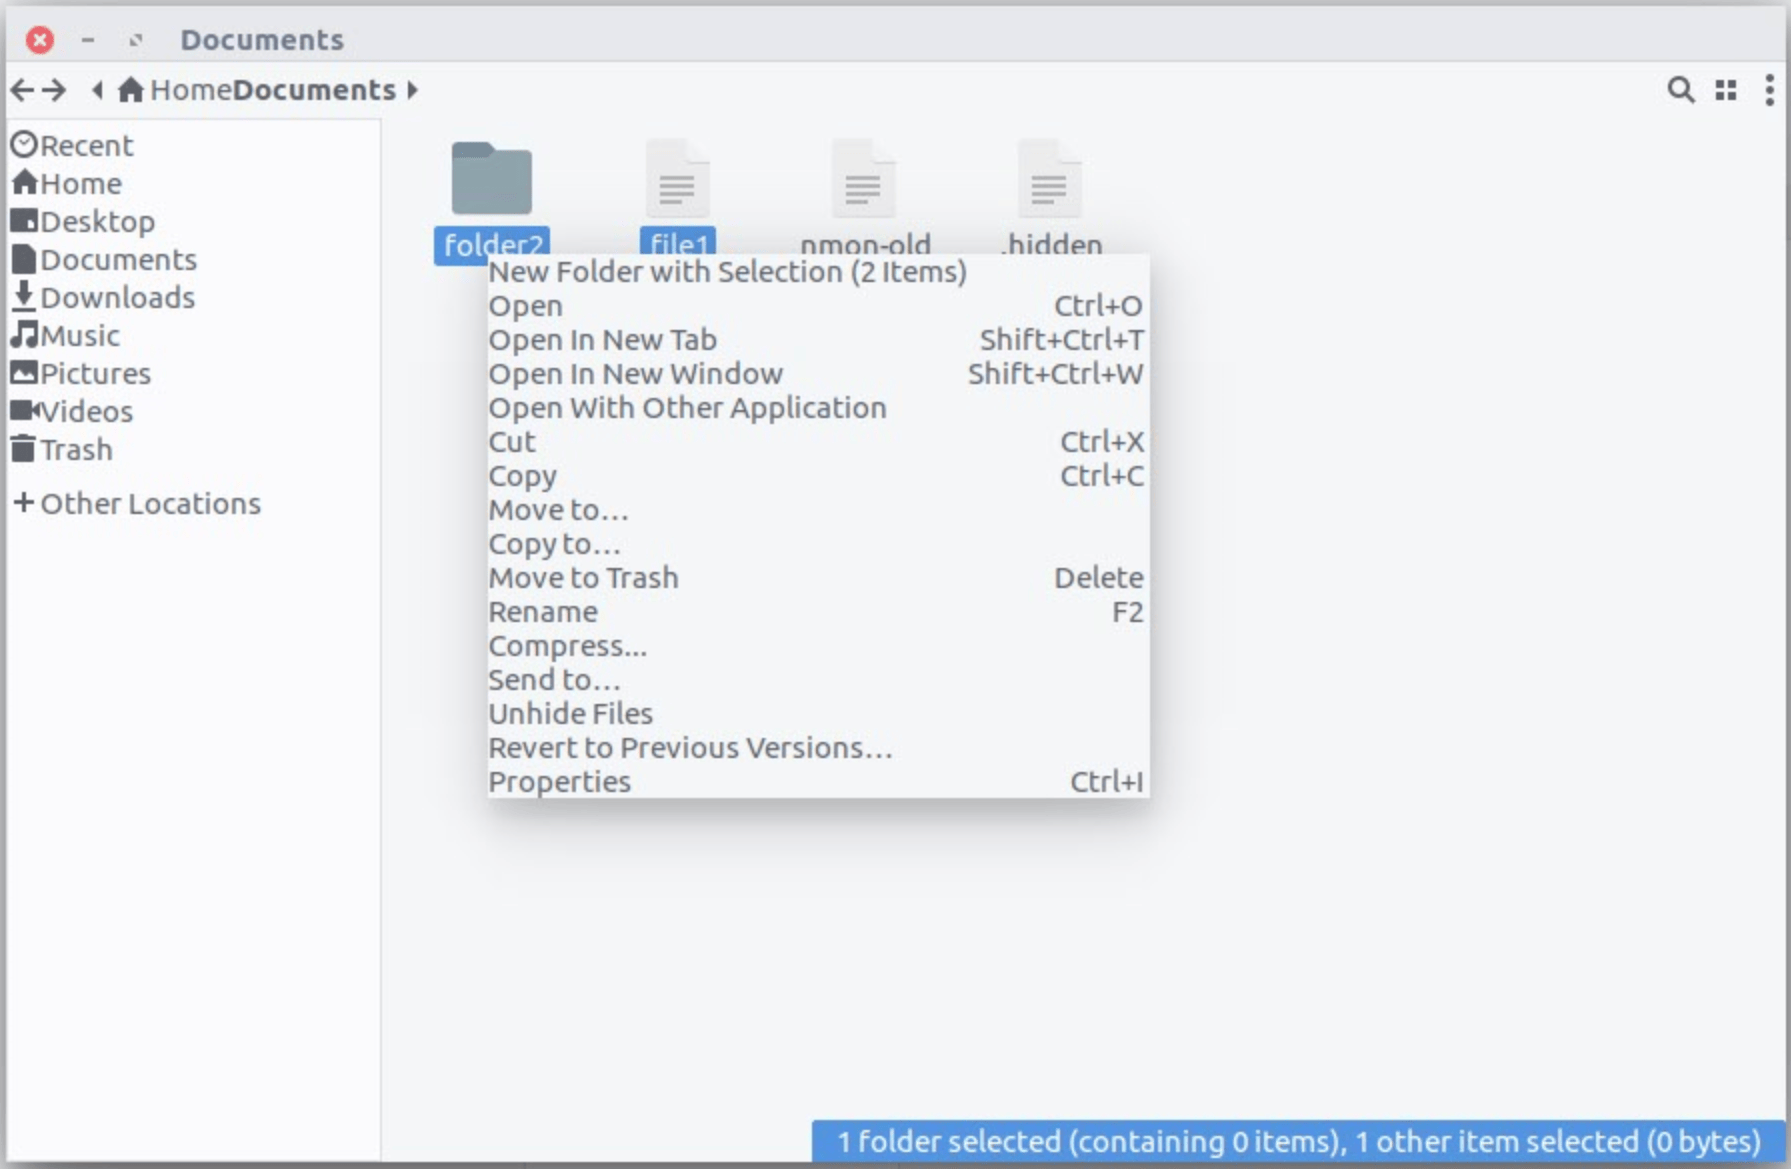 Documents
HomeDocuments
Recent
Home
Desktop
Documents
Downloads
Music
Pictures
Videos
Trash
+ Other Locations
folder2 file1 nmon-old .hidden
New Folder with Selection (2 Items)
Open Ctrl+O
Open In New Tab Shift+Ctrl+T
Open In New Window Shift+Ctrl+W
Open With Other Application
Cut Ctrl+X
Copy Ctrl+C
Move to…
Copy to…
Move to Trash Delete
Rename F2
Compress...
Send to…
Unhide Files
Revert to Previous Versions…
Properties Ctrl+I
1 folder selected (containing 0 items), 1 other item selected (0 bytes)